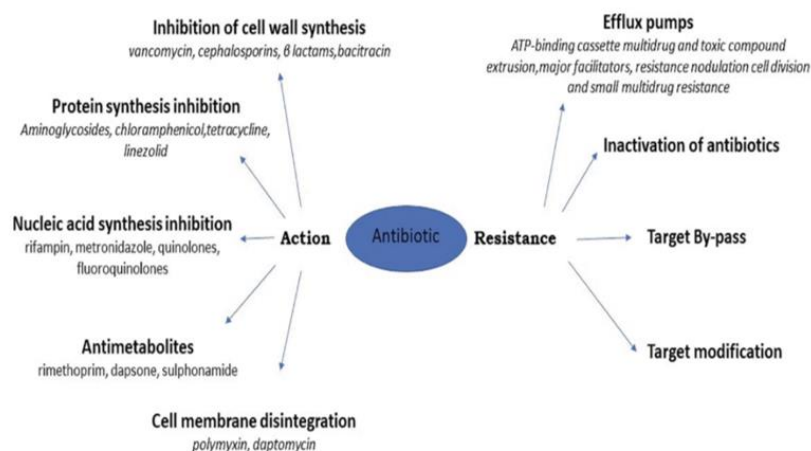 Inhibition of cell wall synthesis
vancomycin, cephalosporins, β lactams,bacitracin
Protein synthesis inhibition
Aminoglycosides, chloramphenicol,tetracycline,
linezolid
Nucleic acid synthesis inhibition
rifampin, metronidazole, quinolones,
fluoroquinolones
Antimetabolites
rimethoprim, dapsone, sulphonamide
Cell membrane disintegration
polymyxin, daptomycin
Action
Antibiotic
Resistance
Efflux pumps
ATP-binding cassette multidrug and toxic compound
extrusion,major facilitators, resistance nodulation cell division
and small multidrug resistance
Inactivation of antibiotics
Target By-pass
Target modification